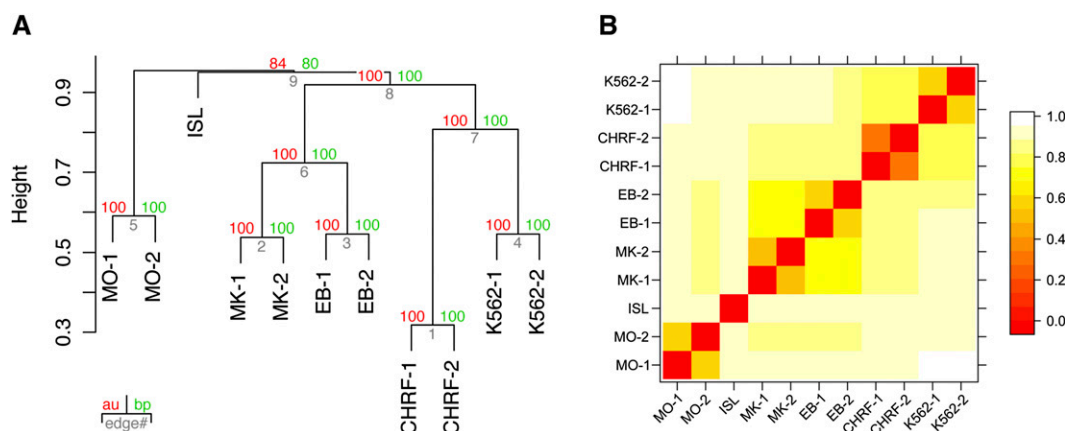 A
Height
0.9
0.7
0.5
0.3
84 80
9
100 100
8
100 100
7
100 100
6
100 100
5
100 100
2
100 100
3
100 100
4
100 100
1
ISL
MO-1
MO-2
MK-1
MK-2
EB-1
EB-2
K562-1
K562-2
CHRF-1
CHRF-2
au bp
edge#
B
K562-2
K562-1
CHRF-2
CHRF-1
EB-2
EB-1
MK-2
MK-1
ISL
MO-2
MO-1
MO-1
MO-2
ISL
MK-1
MK-2
EB-1
EB-2
CHRF-1
CHRF-2
K562-1
K562-2
1.0
0.8
0.6
0.4
0.2
0.0